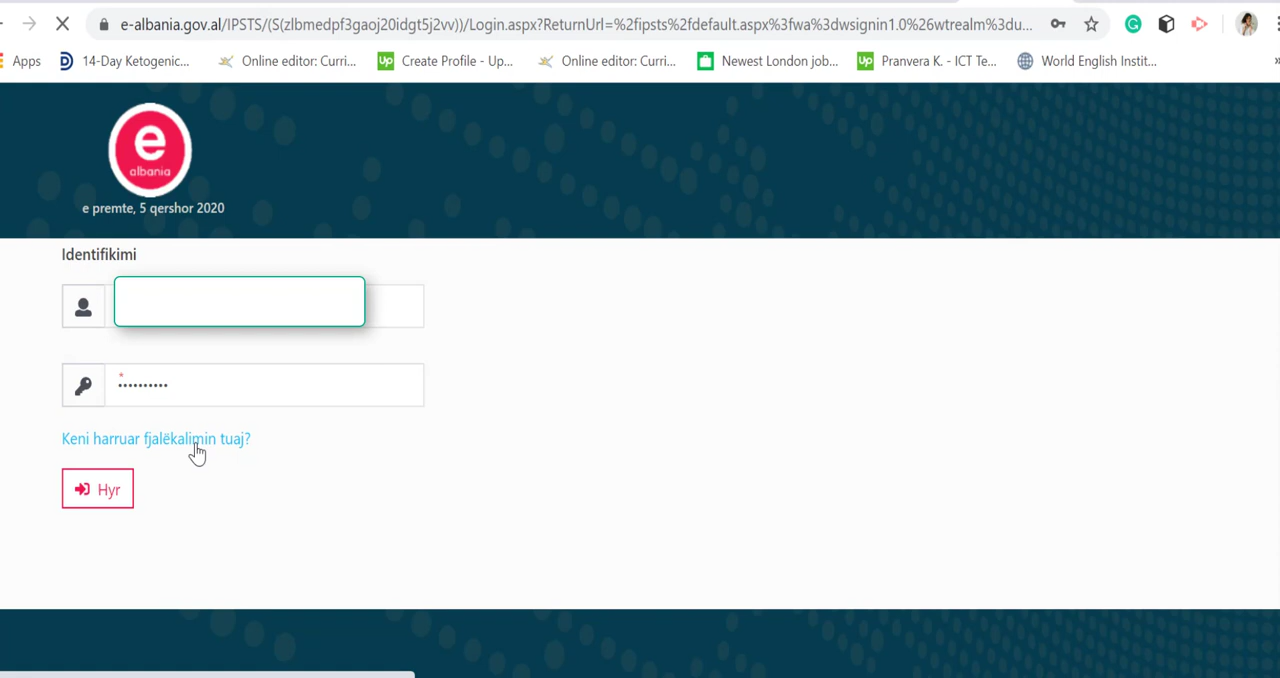 e-albania.gov.al/IPSTS/(S(zlbmedpf3gaoj20idgt5j2vv))/Login.aspx?ReturnUrl=%2fipsts%2fdefault.aspx%3fwa%3dwsignin1.0%26wtrealm%3du...
Apps
14-Day Ketogenic...
Online editor: Curri...
Up Create Profile - Up...
Online editor: Curri...
Newest London job...
Up Pranvera K. - ICT Te...
World English Instit...
»
e
albania
e premte, 5 qershor 2020
Identifikimi
*
••••••••••
Keni harruar fjalëkalimin tuaj?
Hyr